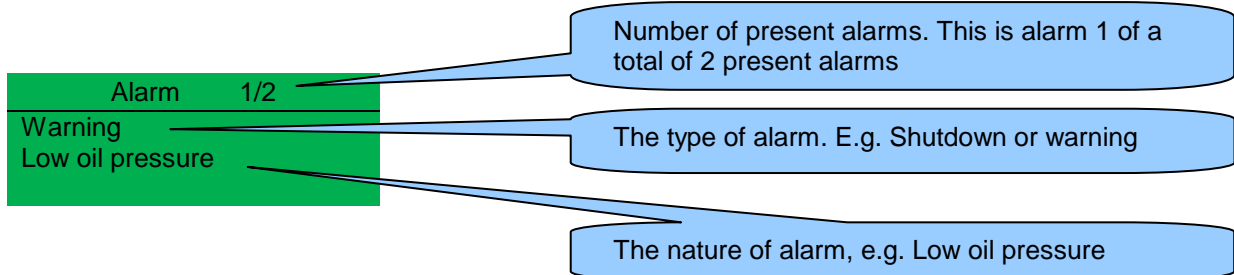 Number of present alarms. This is alarm 1 of a
total of 2 present alarms
Alarm 1/2
Warning
Low oil pressure
The type of alarm. E.g. Shutdown or warning
The nature of alarm, e.g. Low oil pressure